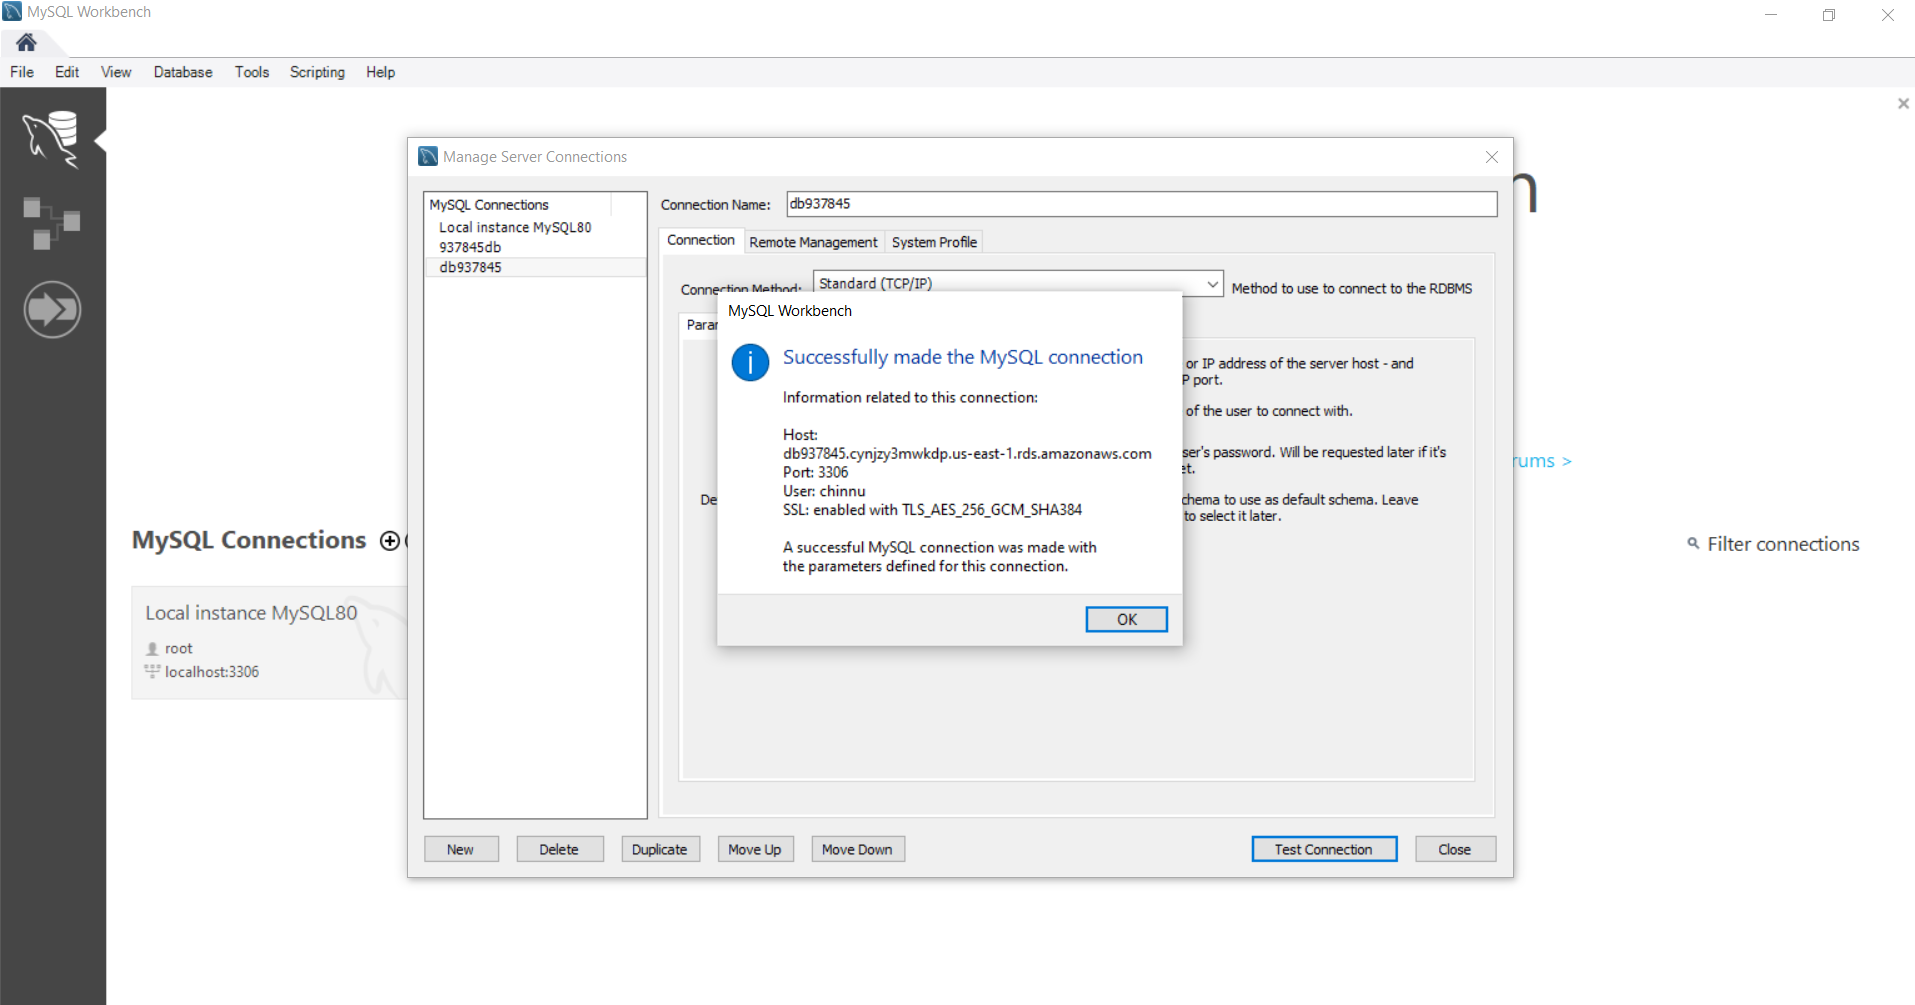 MySQL Workbench
File Edit View Database Tools Scripting Help
Manage Server Connections
MySQL Connections
Local instance MySQL80
937845db
db937845
Connection Name: db937845
Connection Remote Management System Profile
Connection Method: Standard (TCP/IP) Method to use to connect to the RDBMS
MySQL Workbench
Successfully made the MySQL connection
Information related to this connection:
Host:
db937845.cynjzy3mwkdp.us-east-1.rds.amazonaws.com
Port: 3306
User: chinnu
SSL: enabled with TLS_AES_256_GCM_SHA384
A successful MySQL connection was made with
the parameters defined for this connection.
OK
or IP address of the server host - and
P port.
of the user to connect with.
ser's password. Will be requested later if it's
et.
chema to use as default schema. Leave
to select it later.
Para
De
rums >
MySQL Connections
Filter connections
Local instance MySQL80
root
localhost:3306
New Delete Duplicate Move Up Move Down Test Connection Close